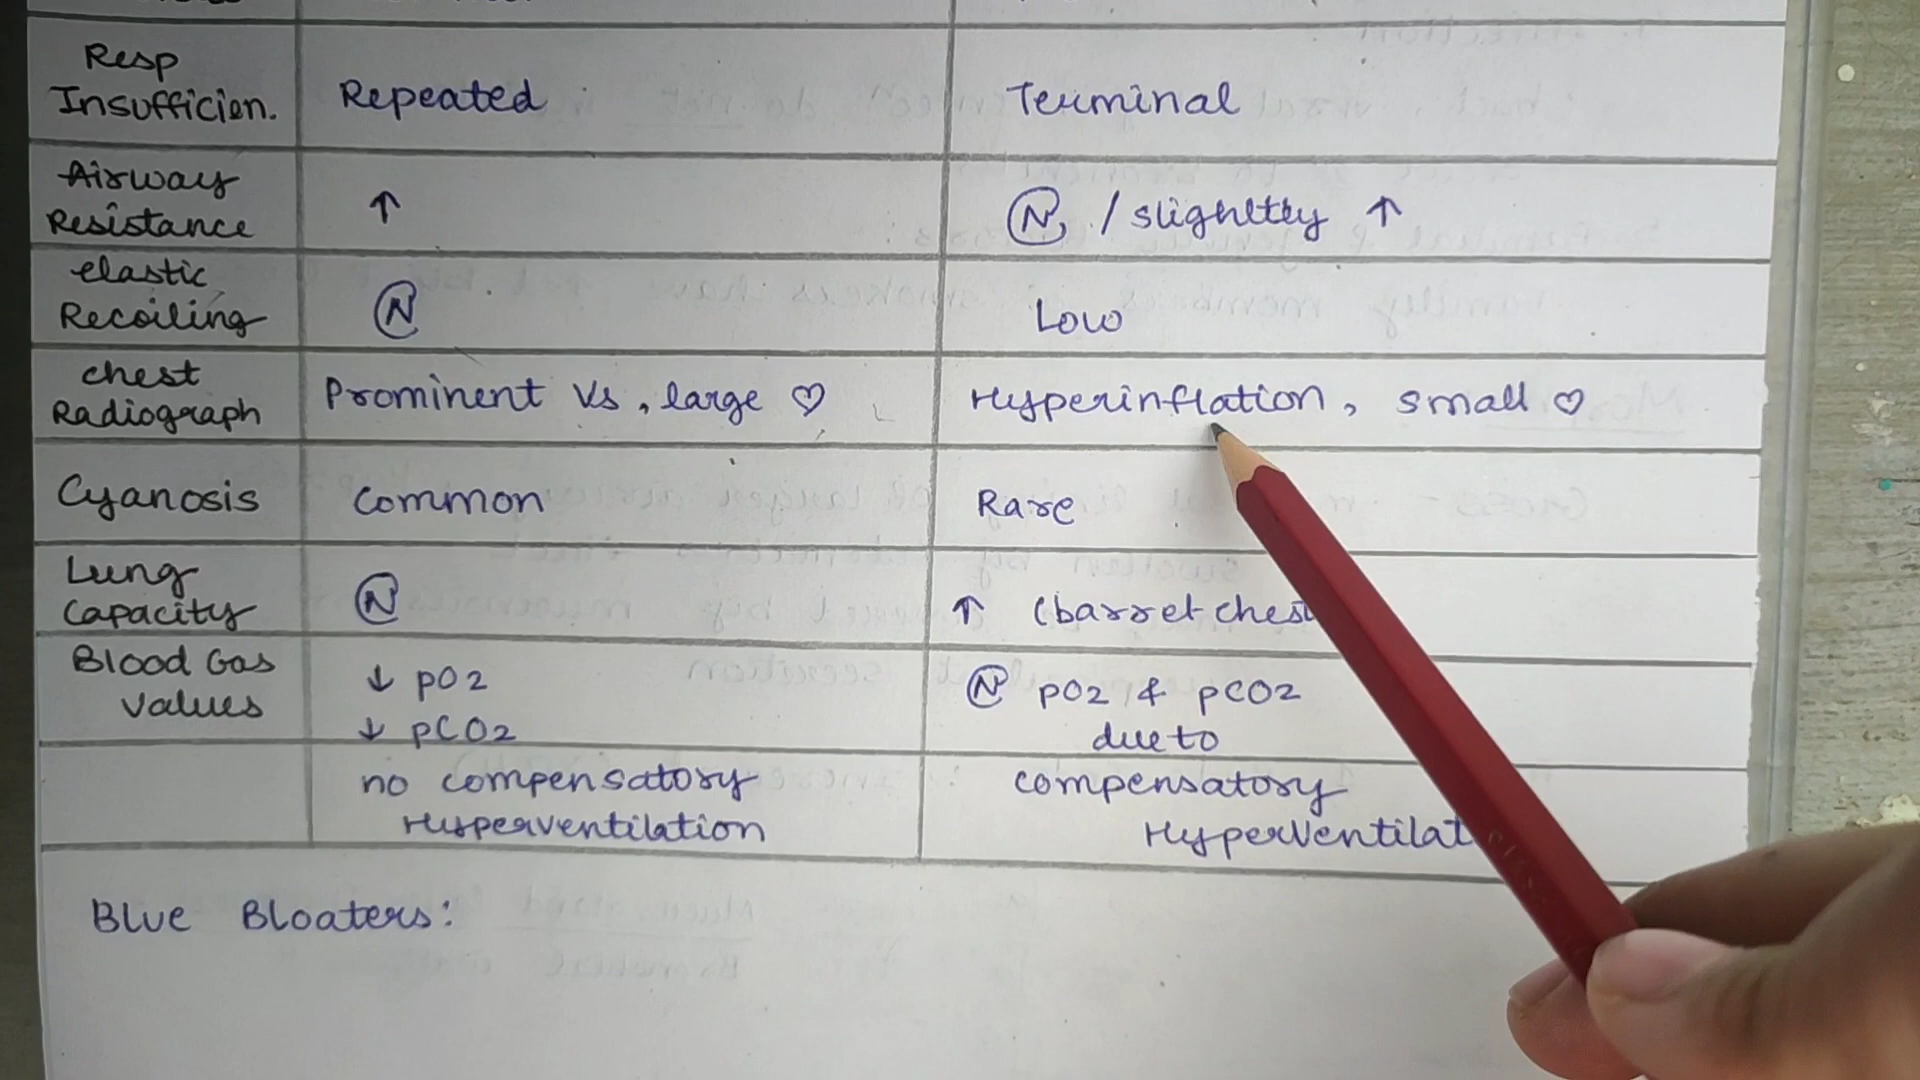 Resp
Insufficien. Repeated Terminal
Airway
Resistance ↑ N / slightly ↑
elastic
Recoiling N Low
chest
Radiograph Prominent Vs, large ♡ Hyperinflation, small ♡
Cyanosis Common Rare
Lung
Capacity N ↑ (barrel chest
Blood Gas
Values ↓ pO2 N pO2 & pCO2
↓ pCO2 due to
no compensatory compensatory
Hyperventilation Hyperventilat
Blue Bloaters: